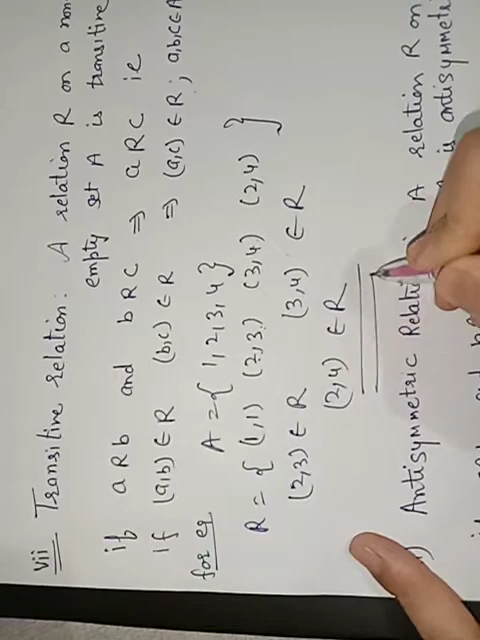 vii Transitive relation: A relation R on a non-
empty set A is transitive
if aRb and bRc ⇒ aRc ie
if (a,b) ∈ R (b,c) ∈ R ⇒ (a,c) ∈ R ; a,b,c ∈ A
for eg A = {1,2,3,4}
R = { (1,1) (2,3) (3,4) (2,4) }
(2,3) ∈ R (3,4) ∈ R
(2,4) ∈ R
) Antisymmetric Relati A relation R on
is antisymmetri